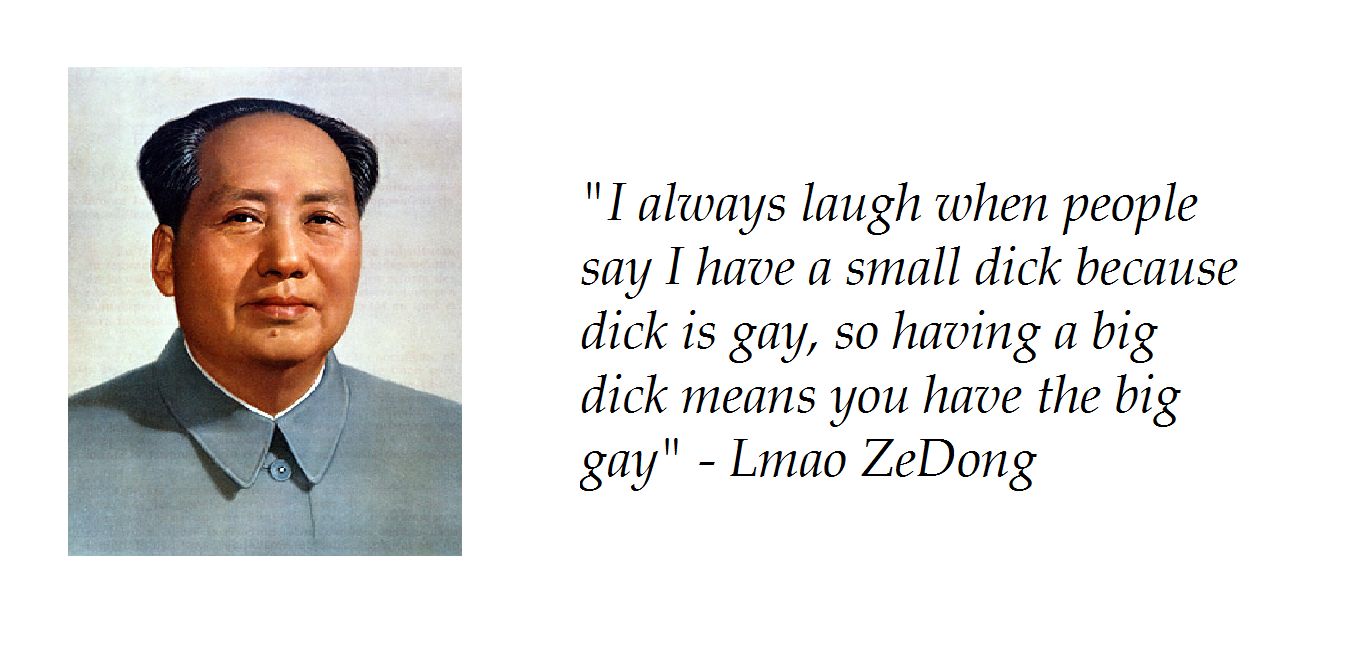 "I always laugh when people
say I have a small dick because
dick is gay, so having a big
dick means you have the big
gay" - Lmao ZeDong